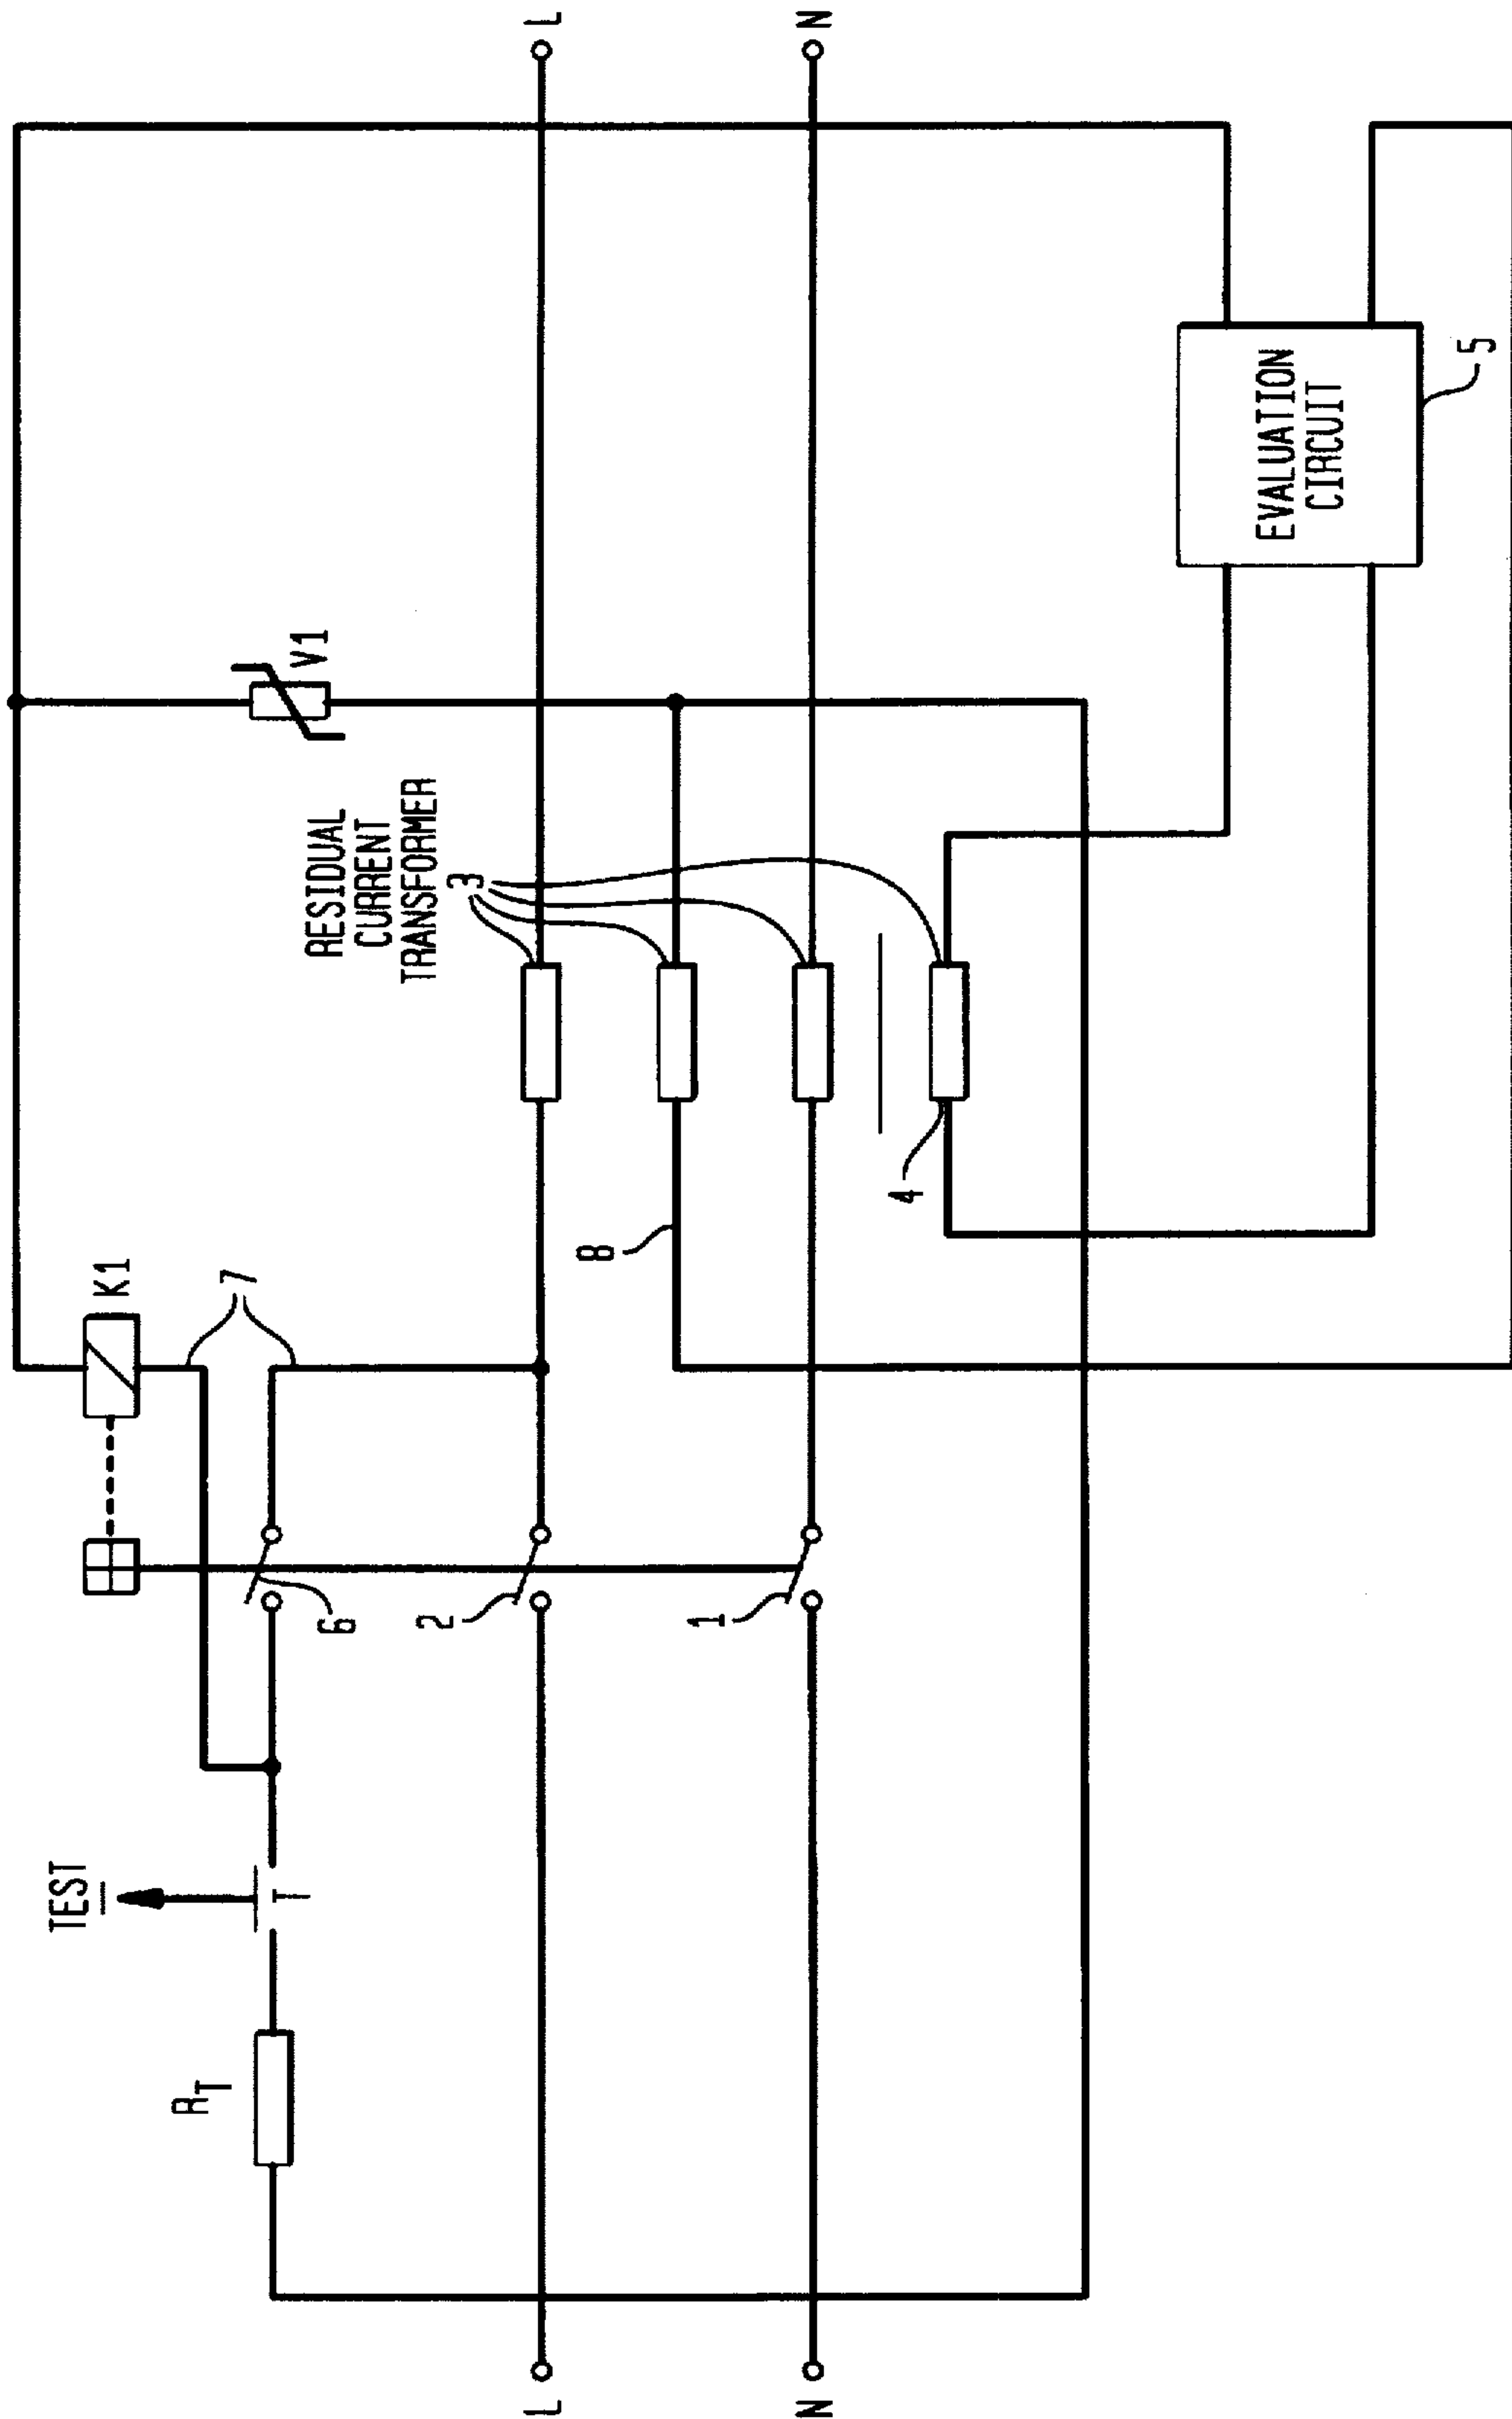 TEST
K1
R_T
T
7
V1
6
RESIDUAL
CURRENT
TRANSFORMER
3
L
2
L
8
N
1
N
4
EVALUATION
CIRCUIT
5